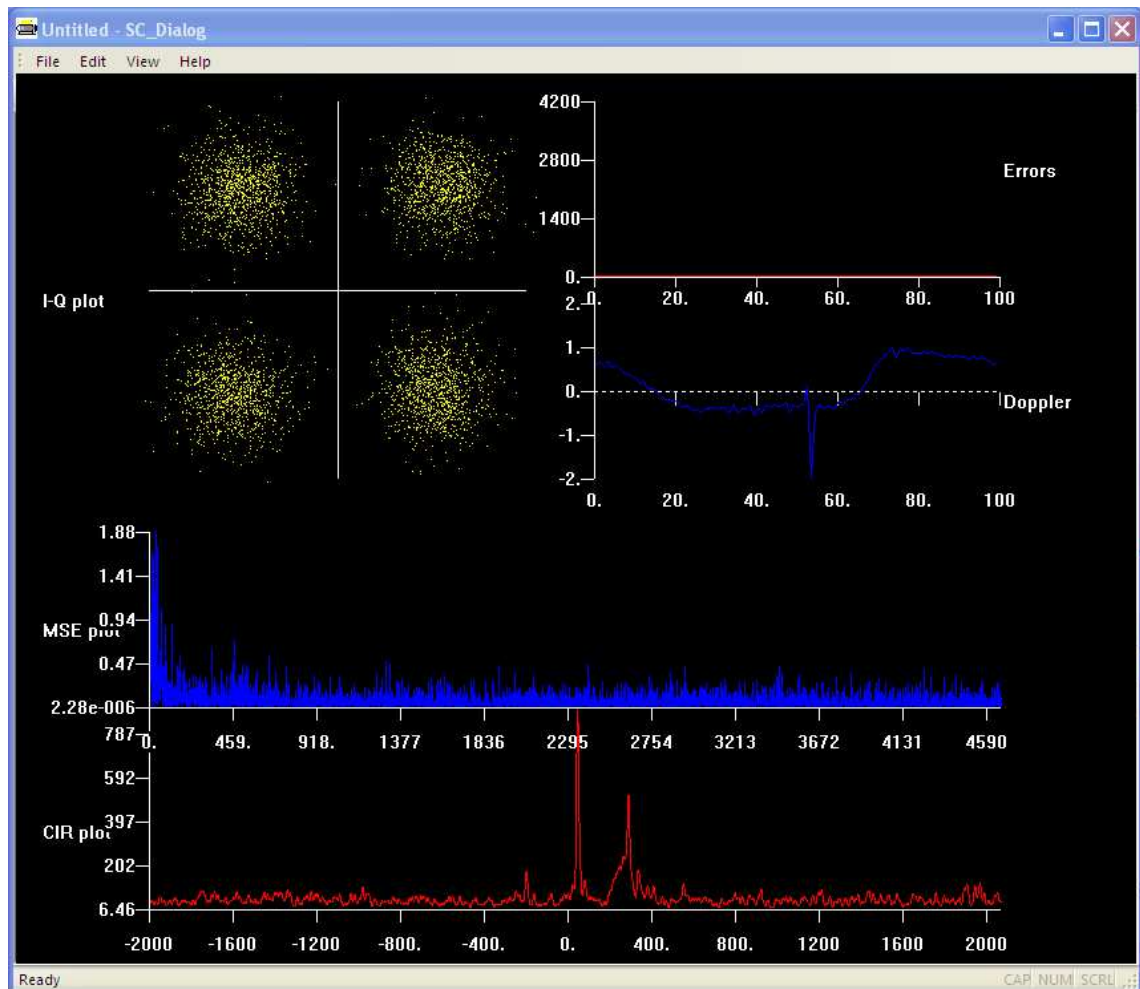 Untitled - SC_Dialog
File Edit View Help
I-Q plot
4200
2800
1400
0.
0. 20. 40. 60. 80. 100
Errors
2.
1.
0.
-1.
-2.
0. 20. 40. 60. 80. 100
Doppler
1.88
1.41
0.94
MSE plot
0.47
2.28e-006
0. 459. 918. 1377 1836 2295 2754 3213 3672 4131 4590
787
592
397
CIR plot
202
6.46
-2000 -1600 -1200 -800. -400. 0. 400. 800. 1200 1600 2000
Ready
CAP NUM SCRL